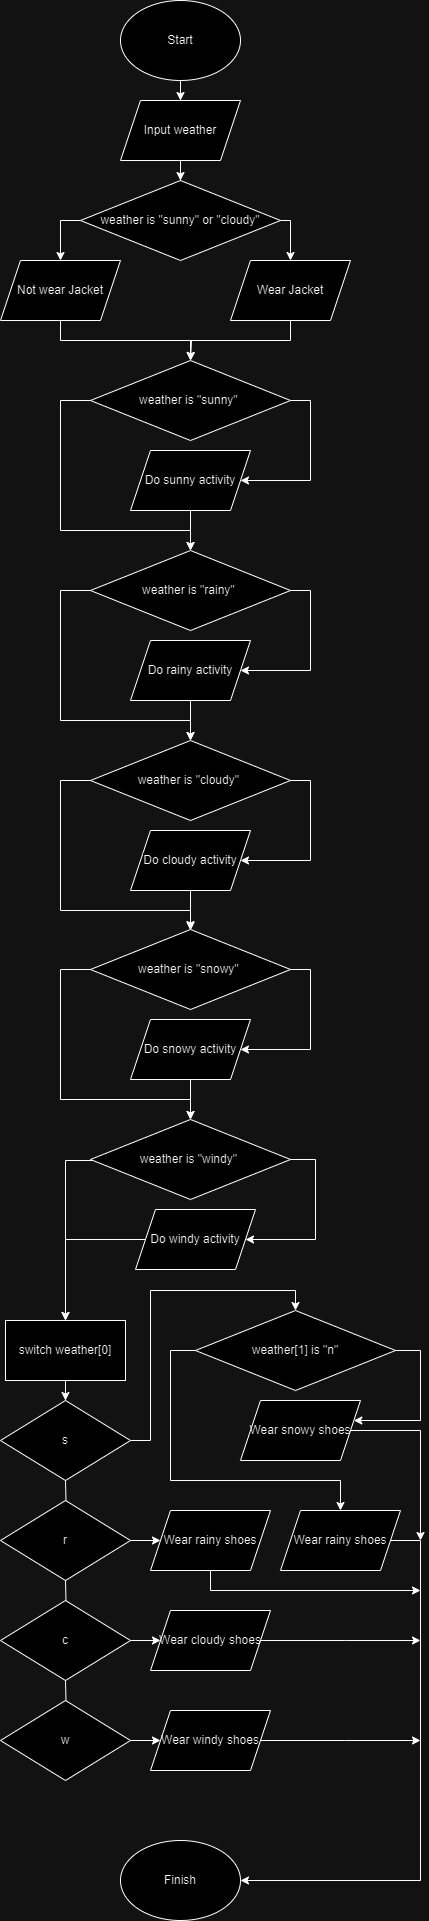 Start
Input weather
weather is "sunny" or "cloudy"
Not wear Jacket
Wear Jacket
weather is "sunny"
Do sunny activity
weather is "rainy"
Do rainy activity
weather is "cloudy"
Do cloudy activity
weather is "snowy"
Do snowy activity
weather is "windy"
Do windy activity
switch weather[0]
weather[1] is "n"
Wear snowy shoes
s
r
Wear rainy shoes
Wear rainy shoes
c
Wear cloudy shoes
w
Wear windy shoes
Finish